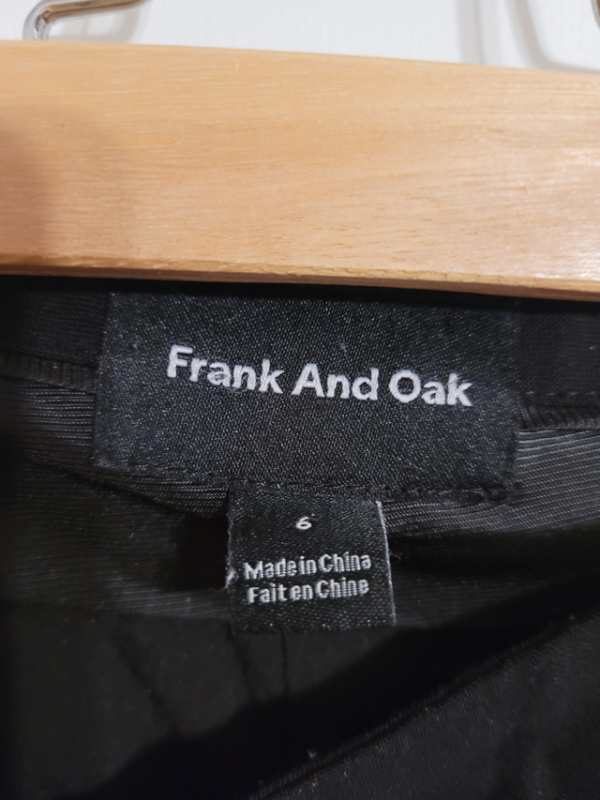 Frank And Oak
6
Made in China
Fait en Chine